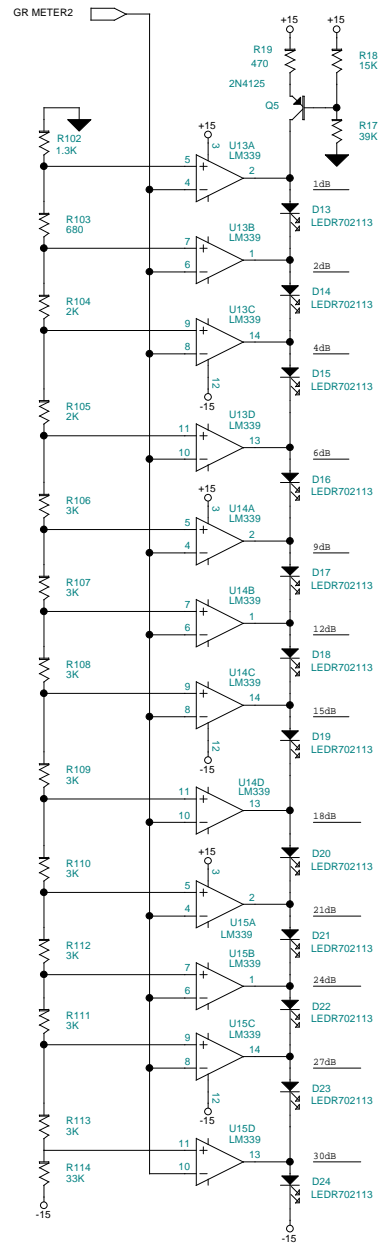 GR METER2
+15
+15
R19
470
R18
15K
2N4125
Q5
R17
39K
+15
R102
1.3K
3
U13A
LM339
5
4
2
1dB
D13
LEDR702113
R103
680
U13B
LM339
7
6
1
2dB
D14
LEDR702113
R104
2K
U13C
LM339
9
8
14
4dB
12
-15
D15
LEDR702113
R105
2K
U13D
LM339
11
10
13
6dB
D16
LEDR702113
R106
3K
+15
3
U14A
LM339
5
4
2
9dB
D17
LEDR702113
R107
3K
U14B
LM339
7
6
1
12dB
D18
LEDR702113
R108
3K
U14C
LM339
9
8
14
15dB
12
-15
D19
LEDR702113
R109
3K
U14D
LM339
11
10
13
18dB
D20
LEDR702113
R110
3K
+15
3
5
4
2
U15A
LM339
21dB
D21
LEDR702113
R112
3K
U15B
LM339
7
6
1
24dB
D22
LEDR702113
R111
3K
U15C
LM339
9
8
14
27dB
12
-15
D23
LEDR702113
R113
3K
U15D
LM339
11
10
13
30dB
R114
33K
D24
LEDR702113
-15
-15